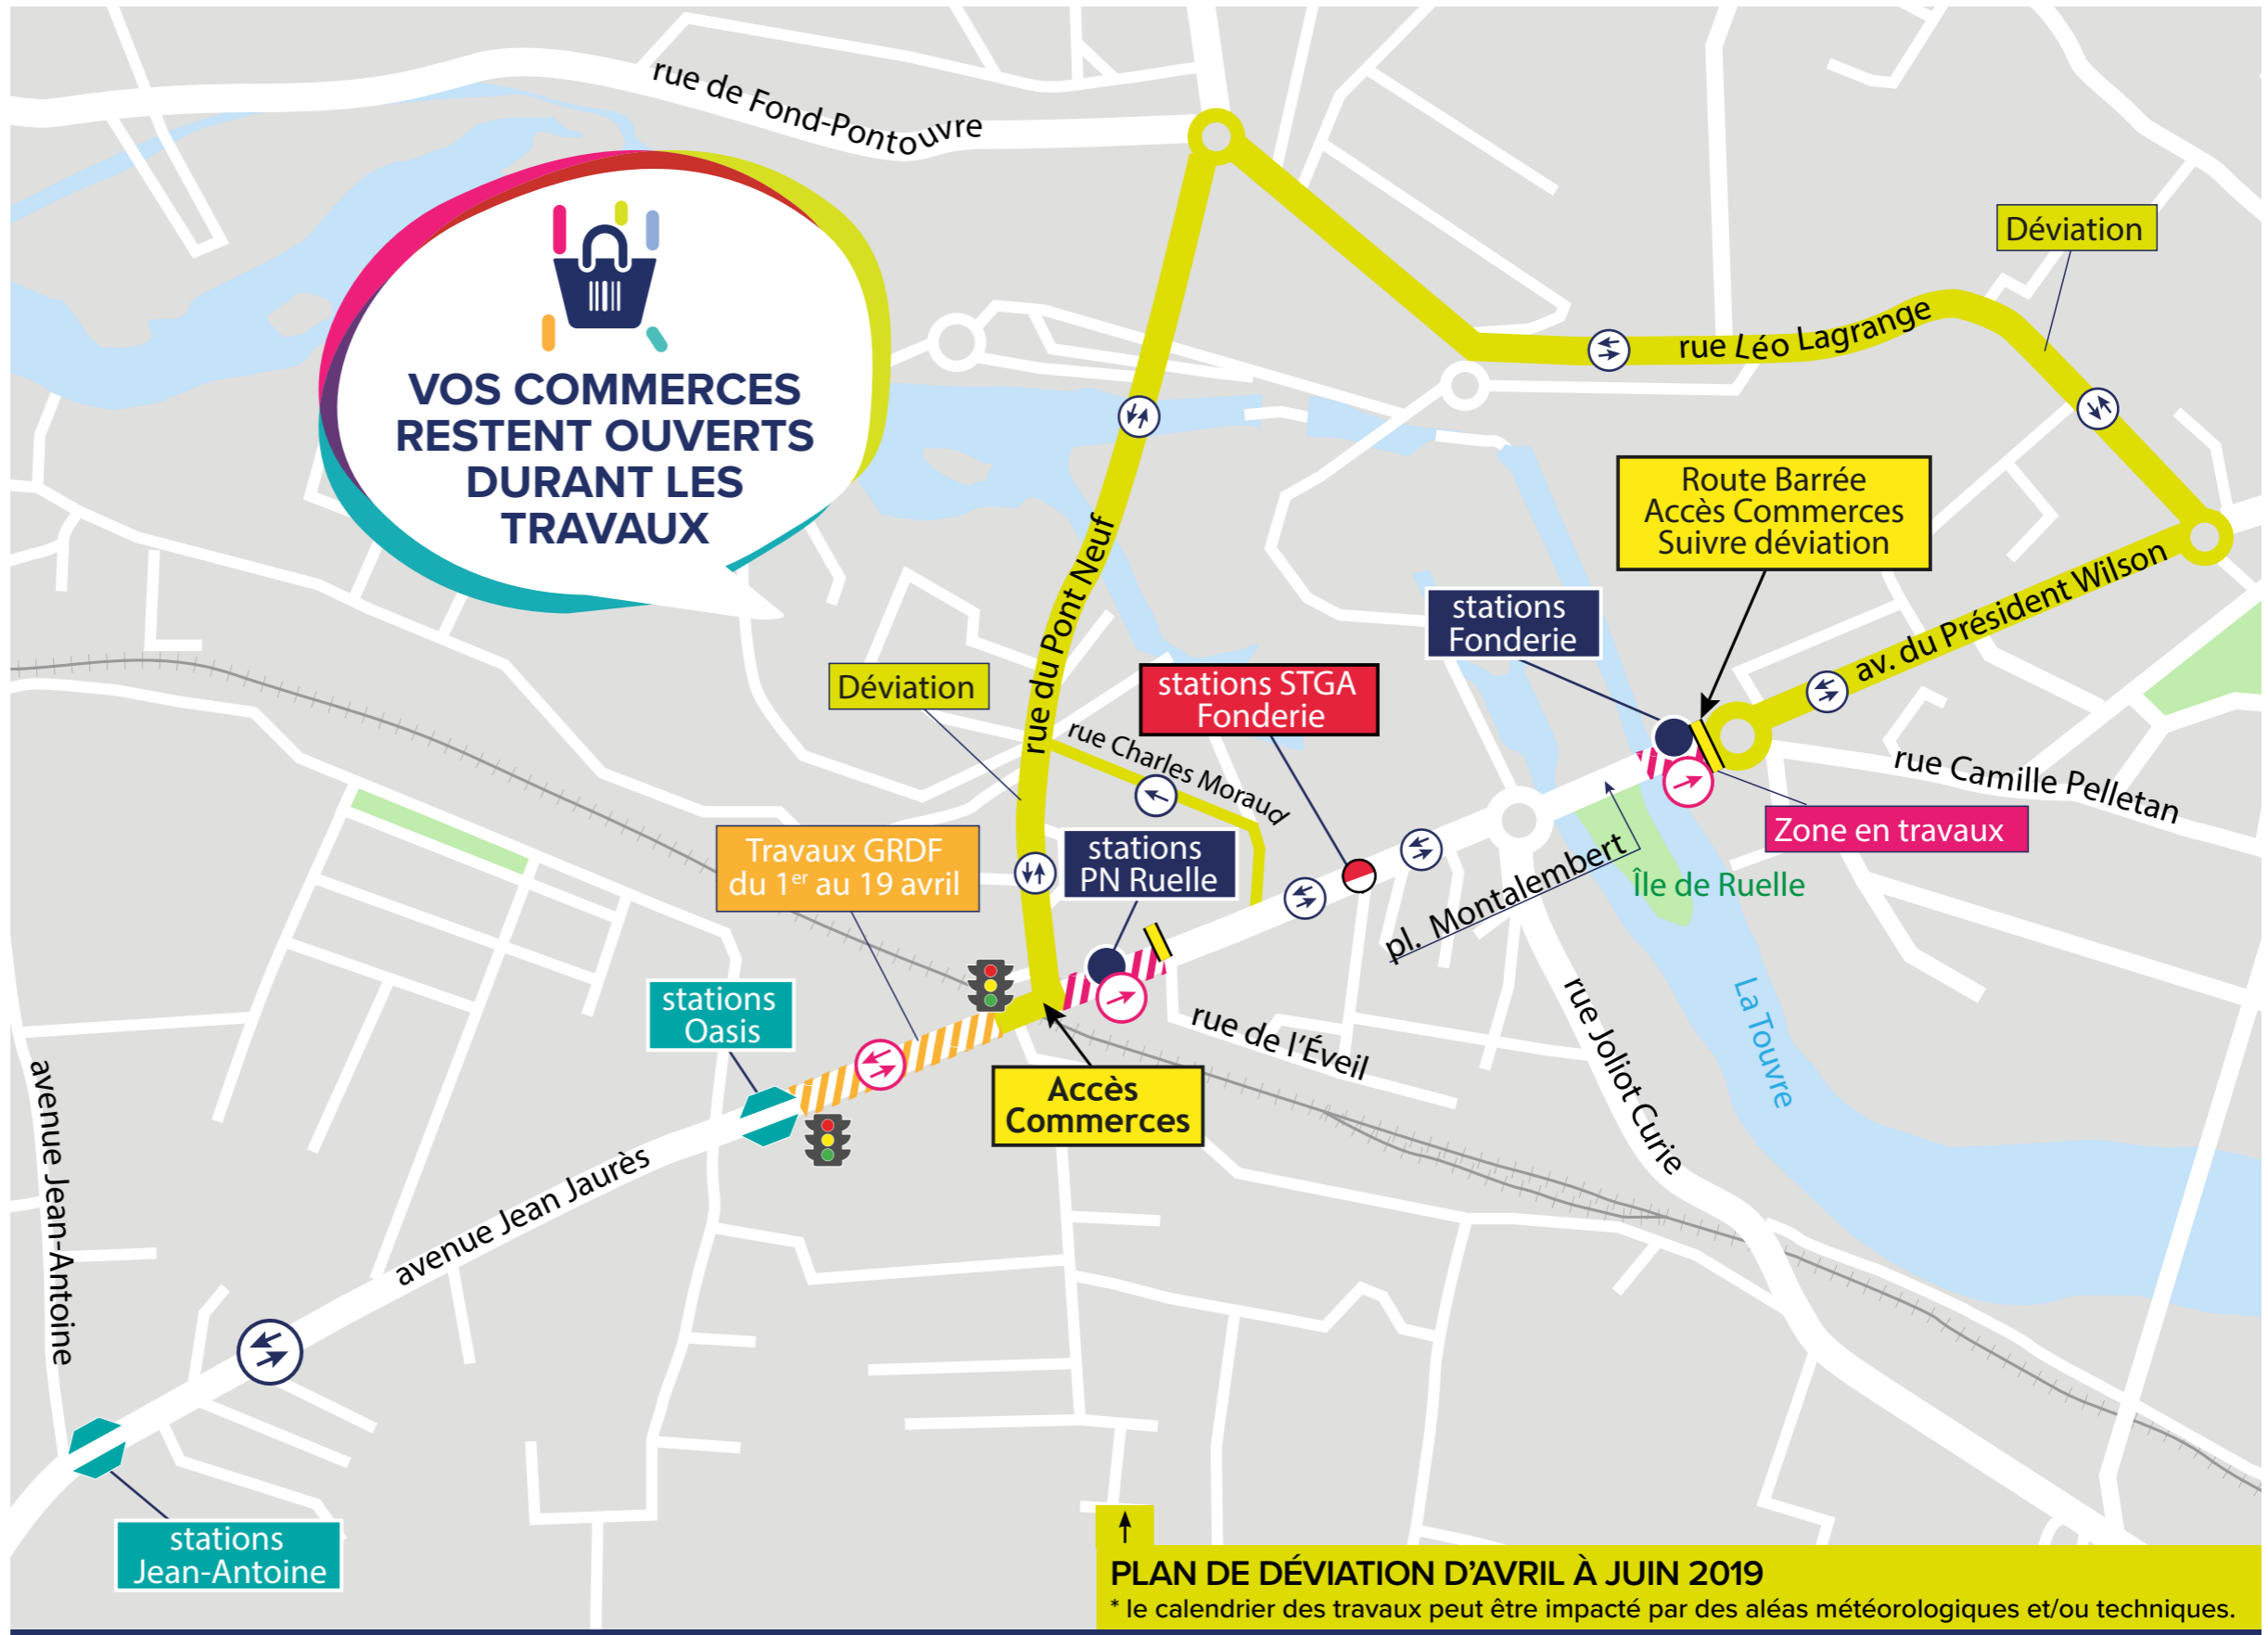 rue de Fond-Pontouvre
VOS COMMERCES
RESTENT OUVERTS
DURANT LES
TRAVAUX
Déviation
rue Léo Lagrange
Route Barrée
Accès Commerces
Suivre déviation
av. du Président Wilson
rue du Pont Neuf
stations
Fonderie
Déviation
stations STGA
Fonderie
rue Charles Moraud
rue Camille Pelletan
Zone en travaux
Travaux GRDF
du 1er au 19 avril
stations
PN Ruelle
pl. Montalembert
Île de Ruelle
La Touvre
stations
Oasis
rue de l'Éveil
rue Joliot Curie
Accès
Commerces
avenue Jean-Antoine
avenue Jean Jaurès
stations
Jean-Antoine
PLAN DE DÉVIATION D'AVRIL À JUIN 2019
* le calendrier des travaux peut être impacté par des aléas météorologiques et/ou techniques.